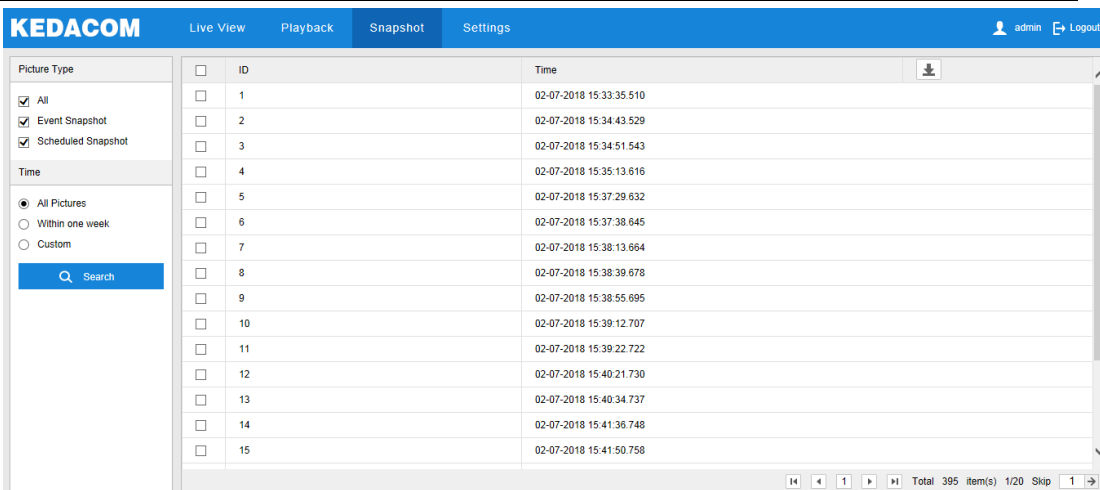 KEDACOM Live View Playback Snapshot Settings admin Logout
Picture Type
All
Event Snapshot
Scheduled Snapshot
Time
All Pictures
Within one week
Custom
Search
ID Time
1 02-07-2018 15:33:35.510
2 02-07-2018 15:34:43.529
3 02-07-2018 15:34:51.543
4 02-07-2018 15:35:13.616
5 02-07-2018 15:37:29.632
6 02-07-2018 15:37:38.645
7 02-07-2018 15:38:13.664
8 02-07-2018 15:38:39.678
9 02-07-2018 15:38:55.695
10 02-07-2018 15:39:12.707
11 02-07-2018 15:39:22.722
12 02-07-2018 15:40:21.730
13 02-07-2018 15:40:34.737
14 02-07-2018 15:41:36.748
15 02-07-2018 15:41:50.758
1 Total 395 item(s) 1/20 Skip 1